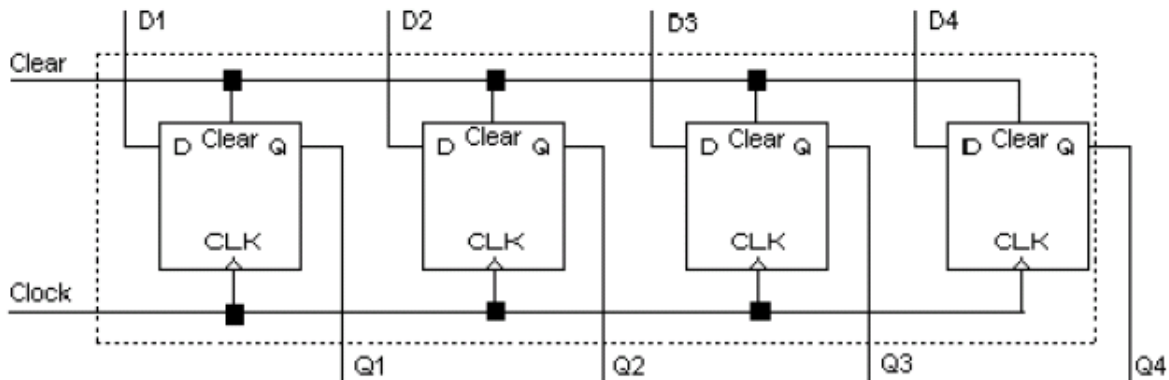 D1 D2 D3 D4
Clear
D Clear Q D Clear Q D Clear Q D Clear Q
CLK CLK CLK CLK
Clock
Q1 Q2 Q3 Q4